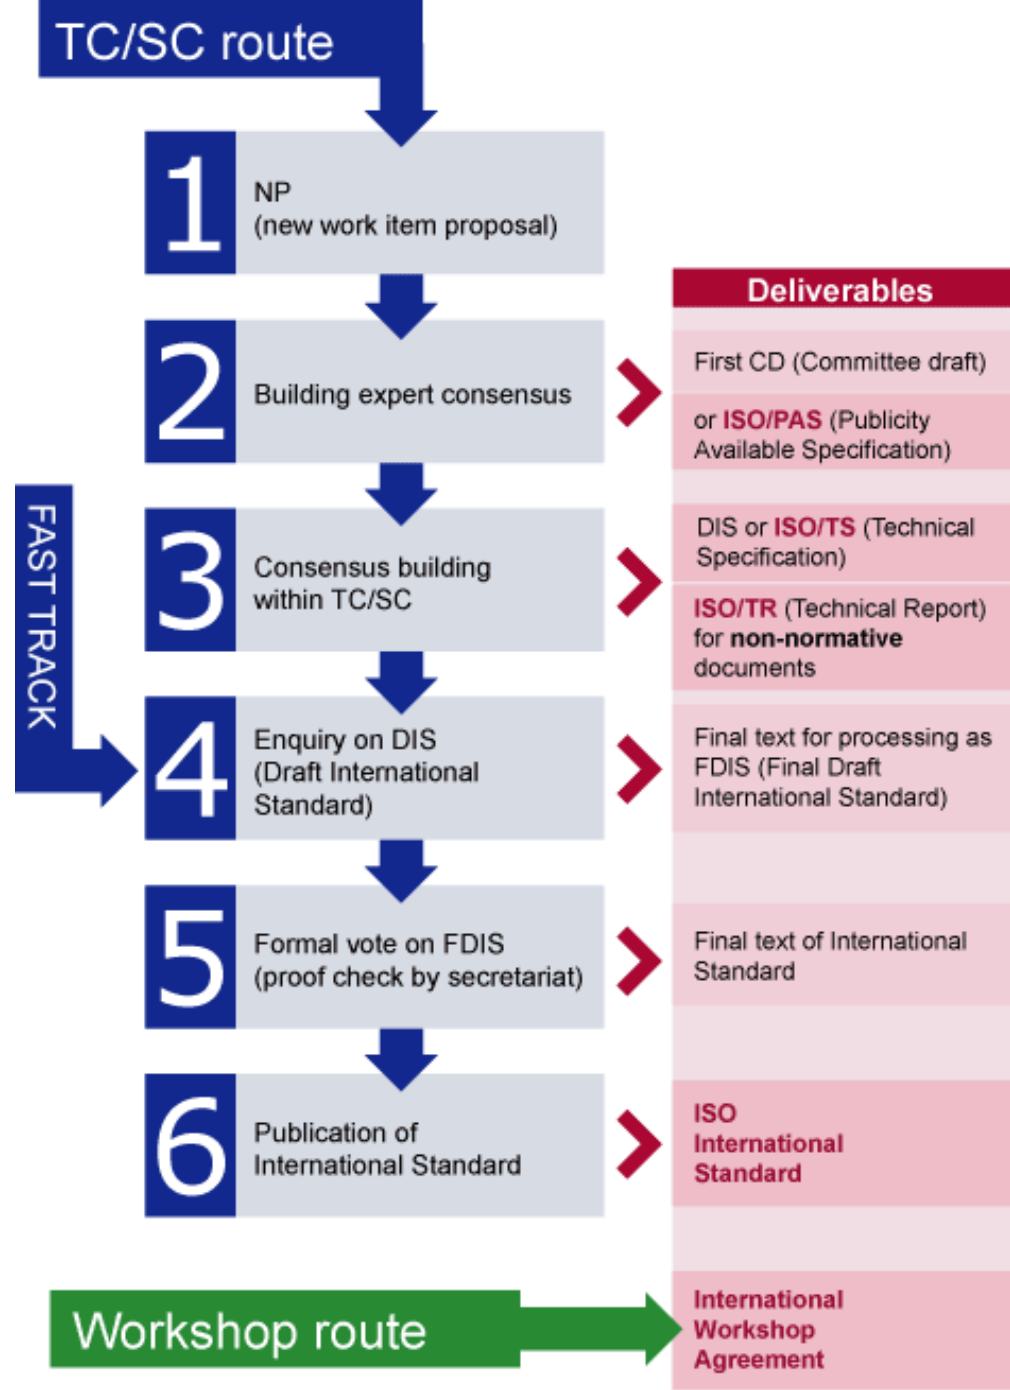 TC/SC route
1
NP
(new work item proposal)
2
Building expert consensus
3
Consensus building
within TC/SC
FAST TRACK
4
Enquiry on DIS
(Draft International
Standard)
5
Formal vote on FDIS
(proof check by secretariat)
6
Publication of
International Standard
Deliverables
First CD (Committee draft)
or ISO/PAS (Publicity
Available Specification)
DIS or ISO/TS (Technical
Specification)
ISO/TR (Technical Report)
for non-normative
documents
Final text for processing as
FDIS (Final Draft
International Standard)
Final text of International
Standard
ISO
International
Standard
Workshop route
International
Workshop
Agreement